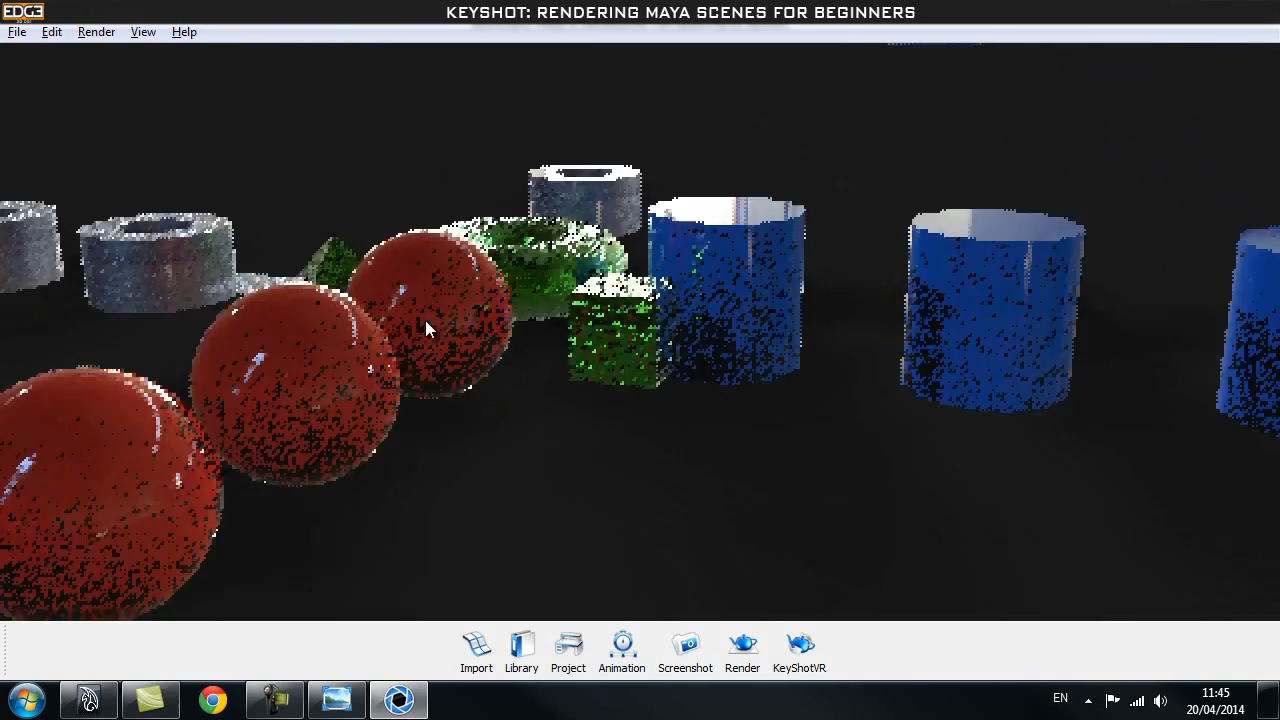 EDGE
KEYSHOT: RENDERING MAYA SCENES FOR BEGINNERS
File Edit Render View Help
Import Library Project Animation Screenshot Render KeyShotVR
EN
11:45
20/04/2014